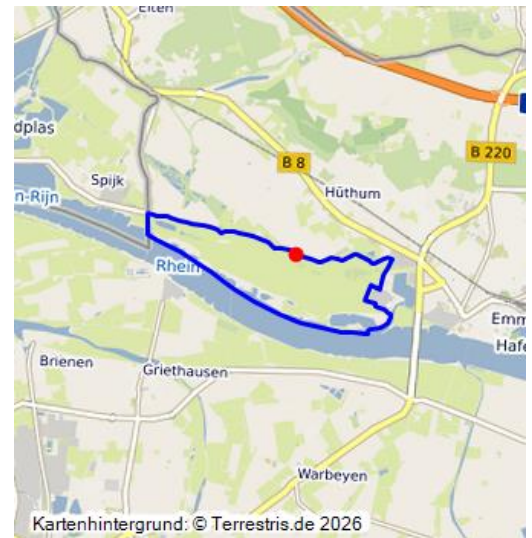 Elten
dplas
B 220
B 8
Spijk
Hüthum
n-Rijn
Rhein
Emm
Hafe
Brienen
Griethausen
Warbeyen
Kartenhintergrund: © Terrestris.de 2026